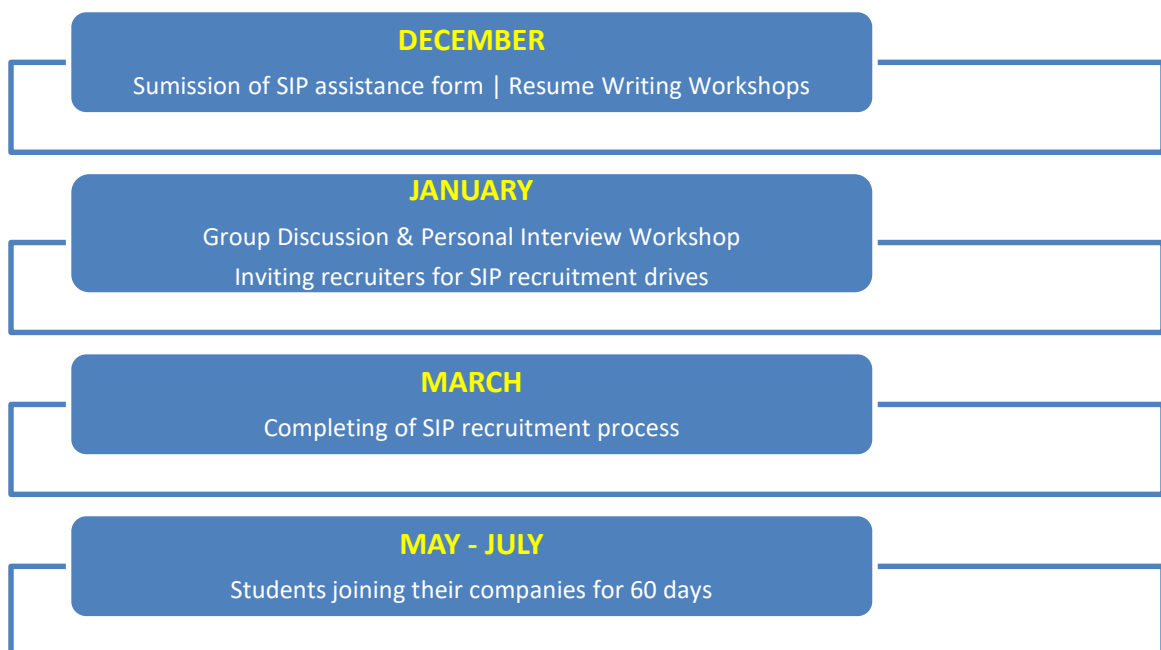 DECEMBER
Sumission of SIP assistance form | Resume Writing Workshops
JANUARY
Group Discussion & Personal Interview Workshop
Inviting recruiters for SIP recruitment drives
MARCH
Completing of SIP recruitment process
MAY - JULY
Students joining their companies for 60 days